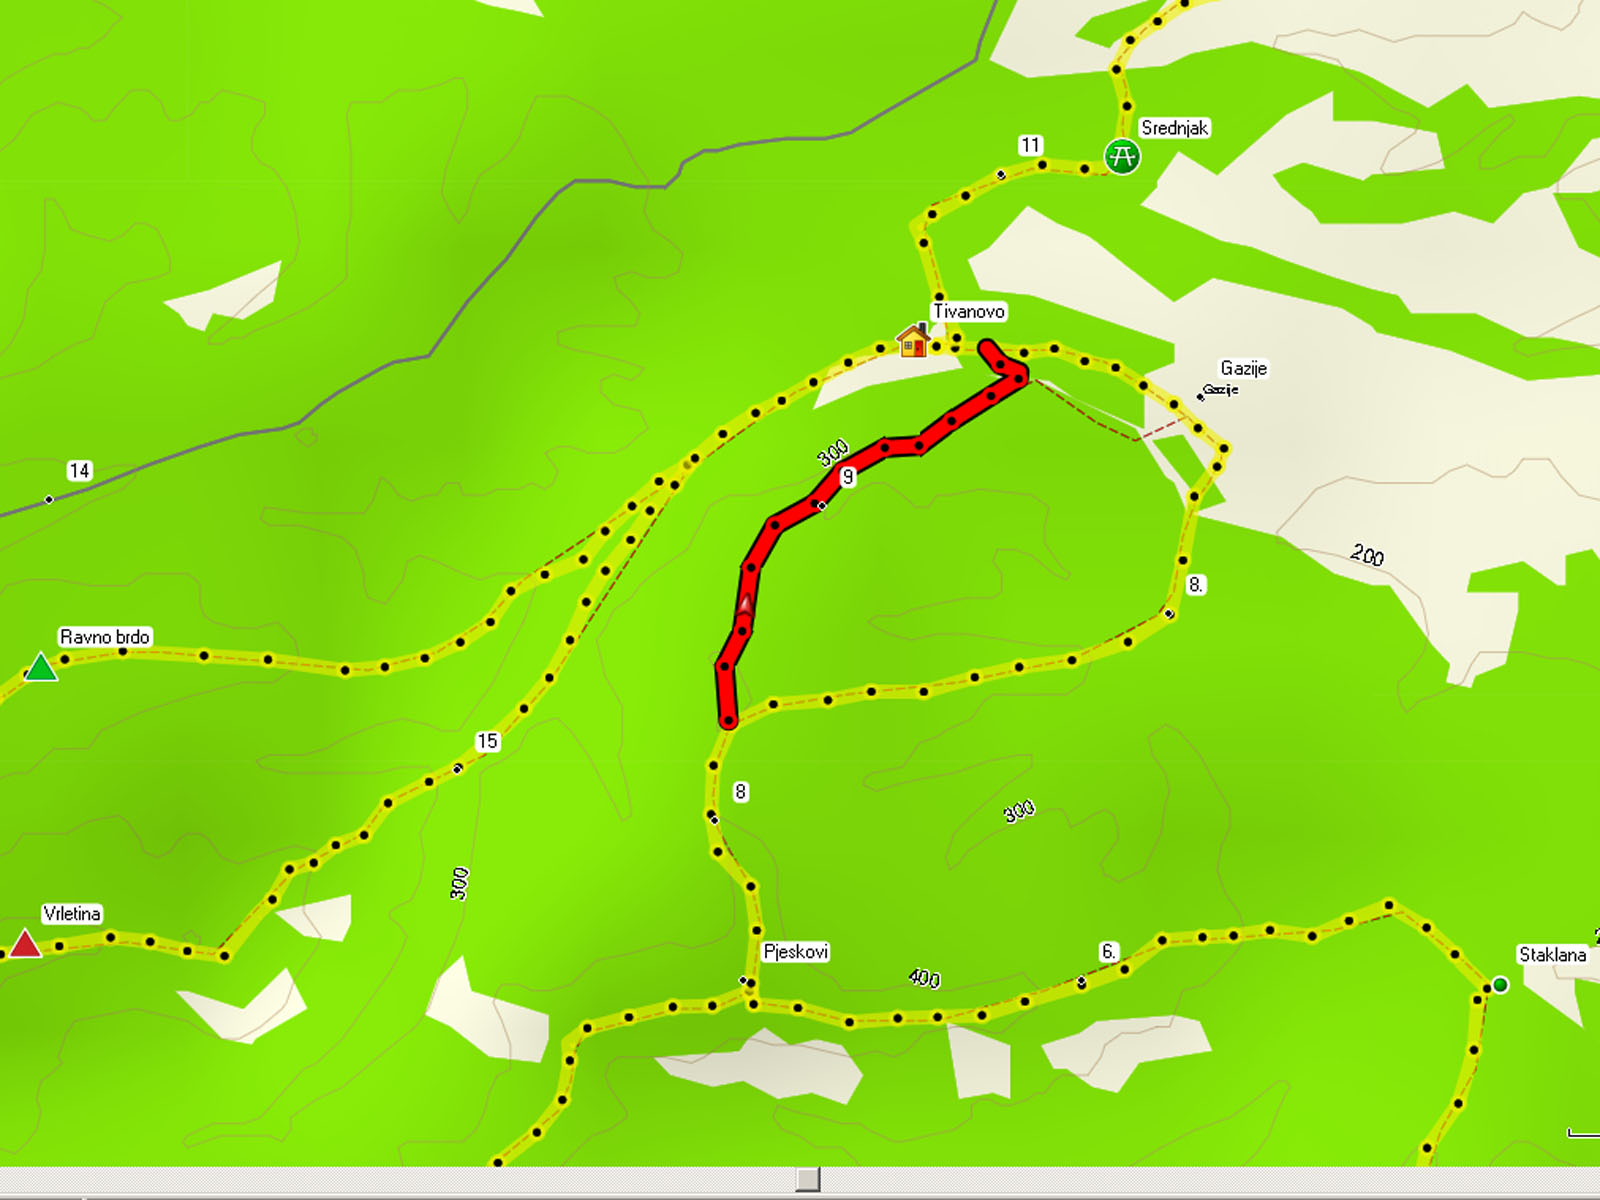 Srednjak
11
Tivanovo
Gazije
Gazije
300
14
9
200
8.
Ravno brdo
15
8
300
300
Vrletina
Pjeskovi
6.
Staklana
400